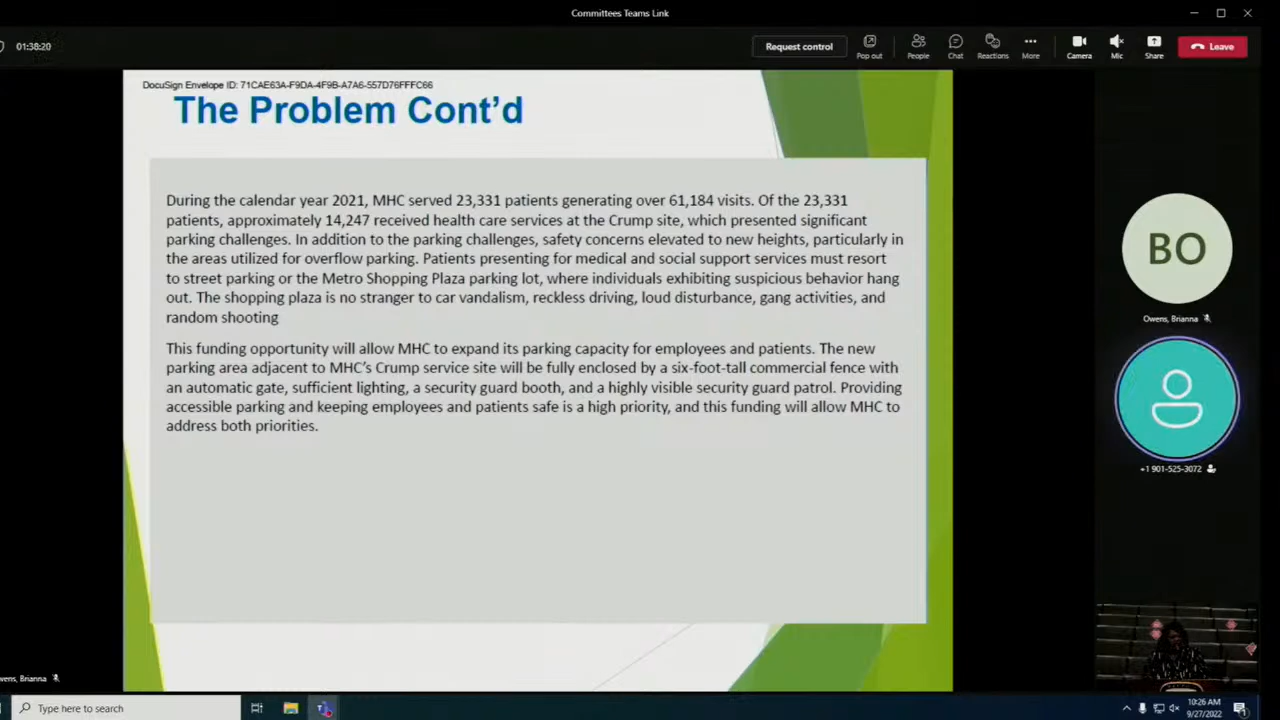 Committees Teams Link
01:38:20
Request control
Pop out
People
Chat
Reactions
More
Camera
Mic
Share
Leave
DocuSign Envelope ID: 71CAE63A-F9DA-4F9B-A7A6-557D76FFFC66
The Problem Cont’d
During the calendar year 2021, MHC served 23,331 patients generating over 61,184 visits. Of the 23,331
patients, approximately 14,247 received health care services at the Crump site, which presented significant
parking challenges. In addition to the parking challenges, safety concerns elevated to new heights, particularly in
the areas utilized for overflow parking. Patients presenting for medical and social support services must resort
to street parking or the Metro Shopping Plaza parking lot, where individuals exhibiting suspicious behavior hang
out. The shopping plaza is no stranger to car vandalism, reckless driving, loud disturbance, gang activities, and
random shooting
This funding opportunity will allow MHC to expand its parking capacity for employees and patients. The new
parking area adjacent to MHC’s Crump service site will be fully enclosed by a six-foot-tall commercial fence with
an automatic gate, sufficient lighting, a security guard booth, and a highly visible security guard patrol. Providing
accessible parking and keeping employees and patients safe is a high priority, and this funding will allow MHC to
address both priorities.
BO
Owens, Brianna
+1 901-525-3072
wens, Brianna
Type here to search
10:26 AM
9/27/2022
1